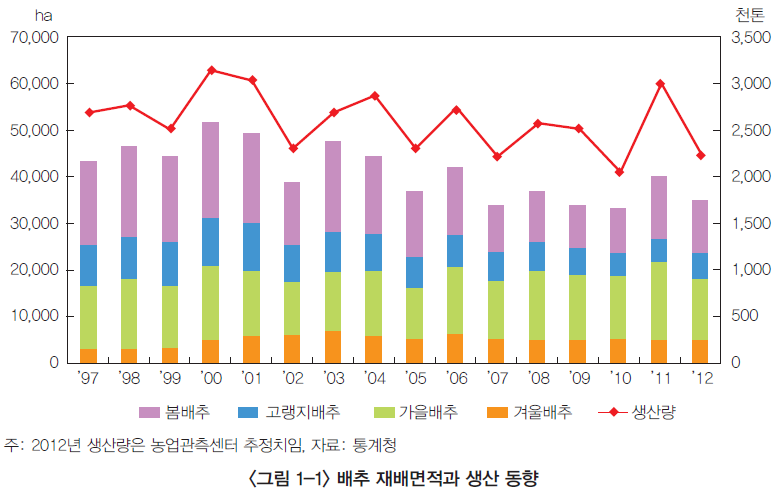 ha 천톤
70,000 3,500
60,000 3,000
50,000 2,500
40,000 2,000
30,000 1,500
20,000 1,000
10,000 500
0 0
'97 '98 '99 '00 '01 '02 '03 '04 '05 '06 '07 '08 '09 '10 '11 '12
봄배추 고랭지배추 가을배추 겨울배추 생산량
주: 2012년 생산량은 농업관측센터 추정치임, 자료: 통계청
<그림 1-1> 배추 재배면적과 생산 동향